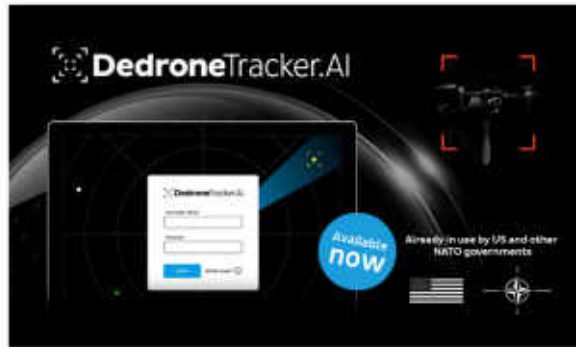 DedroneTracker.AI
DedroneTracker.AI
Available
now
Already in use by US and other
NATO governments